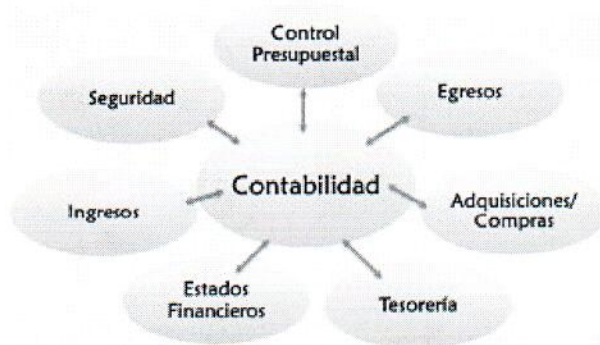 Control
Presupuestal
Seguridad
Egresos
Contabilidad
Ingresos
Adquisiciones/
Compras
Estados
Financieros
Tesorería